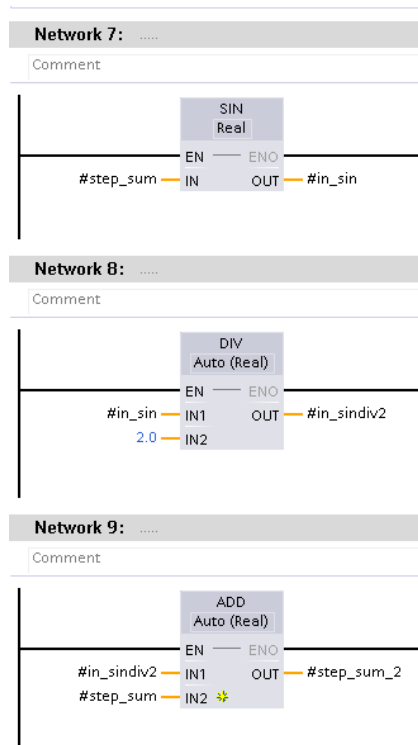 Network 7: .....
Comment
SIN
Real
EN ENO
#step_sum IN OUT #in_sin
Network 8: .....
Comment
DIV
Auto (Real)
EN ENO
#in_sin IN1 OUT #in_sindiv2
2.0 IN2
Network 9: .....
Comment
ADD
Auto (Real)
EN ENO
#in_sindiv2 IN1 OUT #step_sum_2
#step_sum IN2